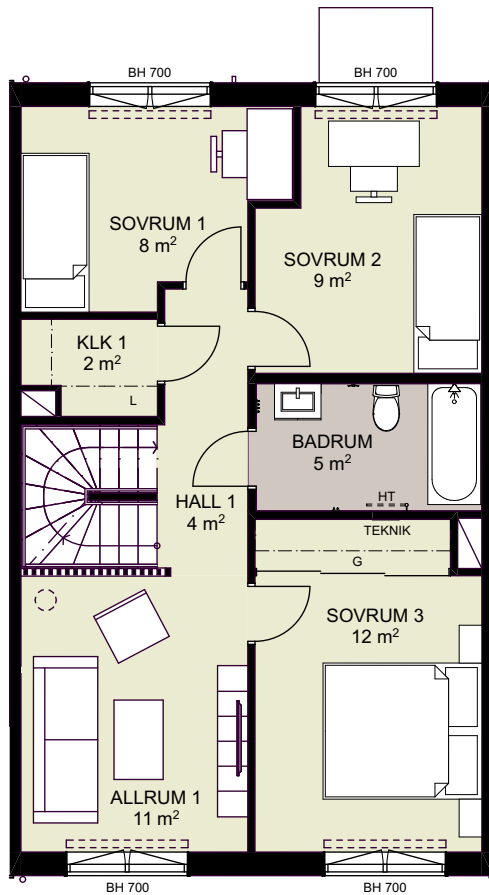 BH 700
BH 700
SOVRUM 1
8 m²
SOVRUM 2
9 m²
KLK 1
2 m²
L
BADRUM
5 m²
HALL 1
4 m²
HT
TEKNIK
G
SOVRUM 3
12 m²
ALLRUM 1
11 m²
BH 700
BH 700